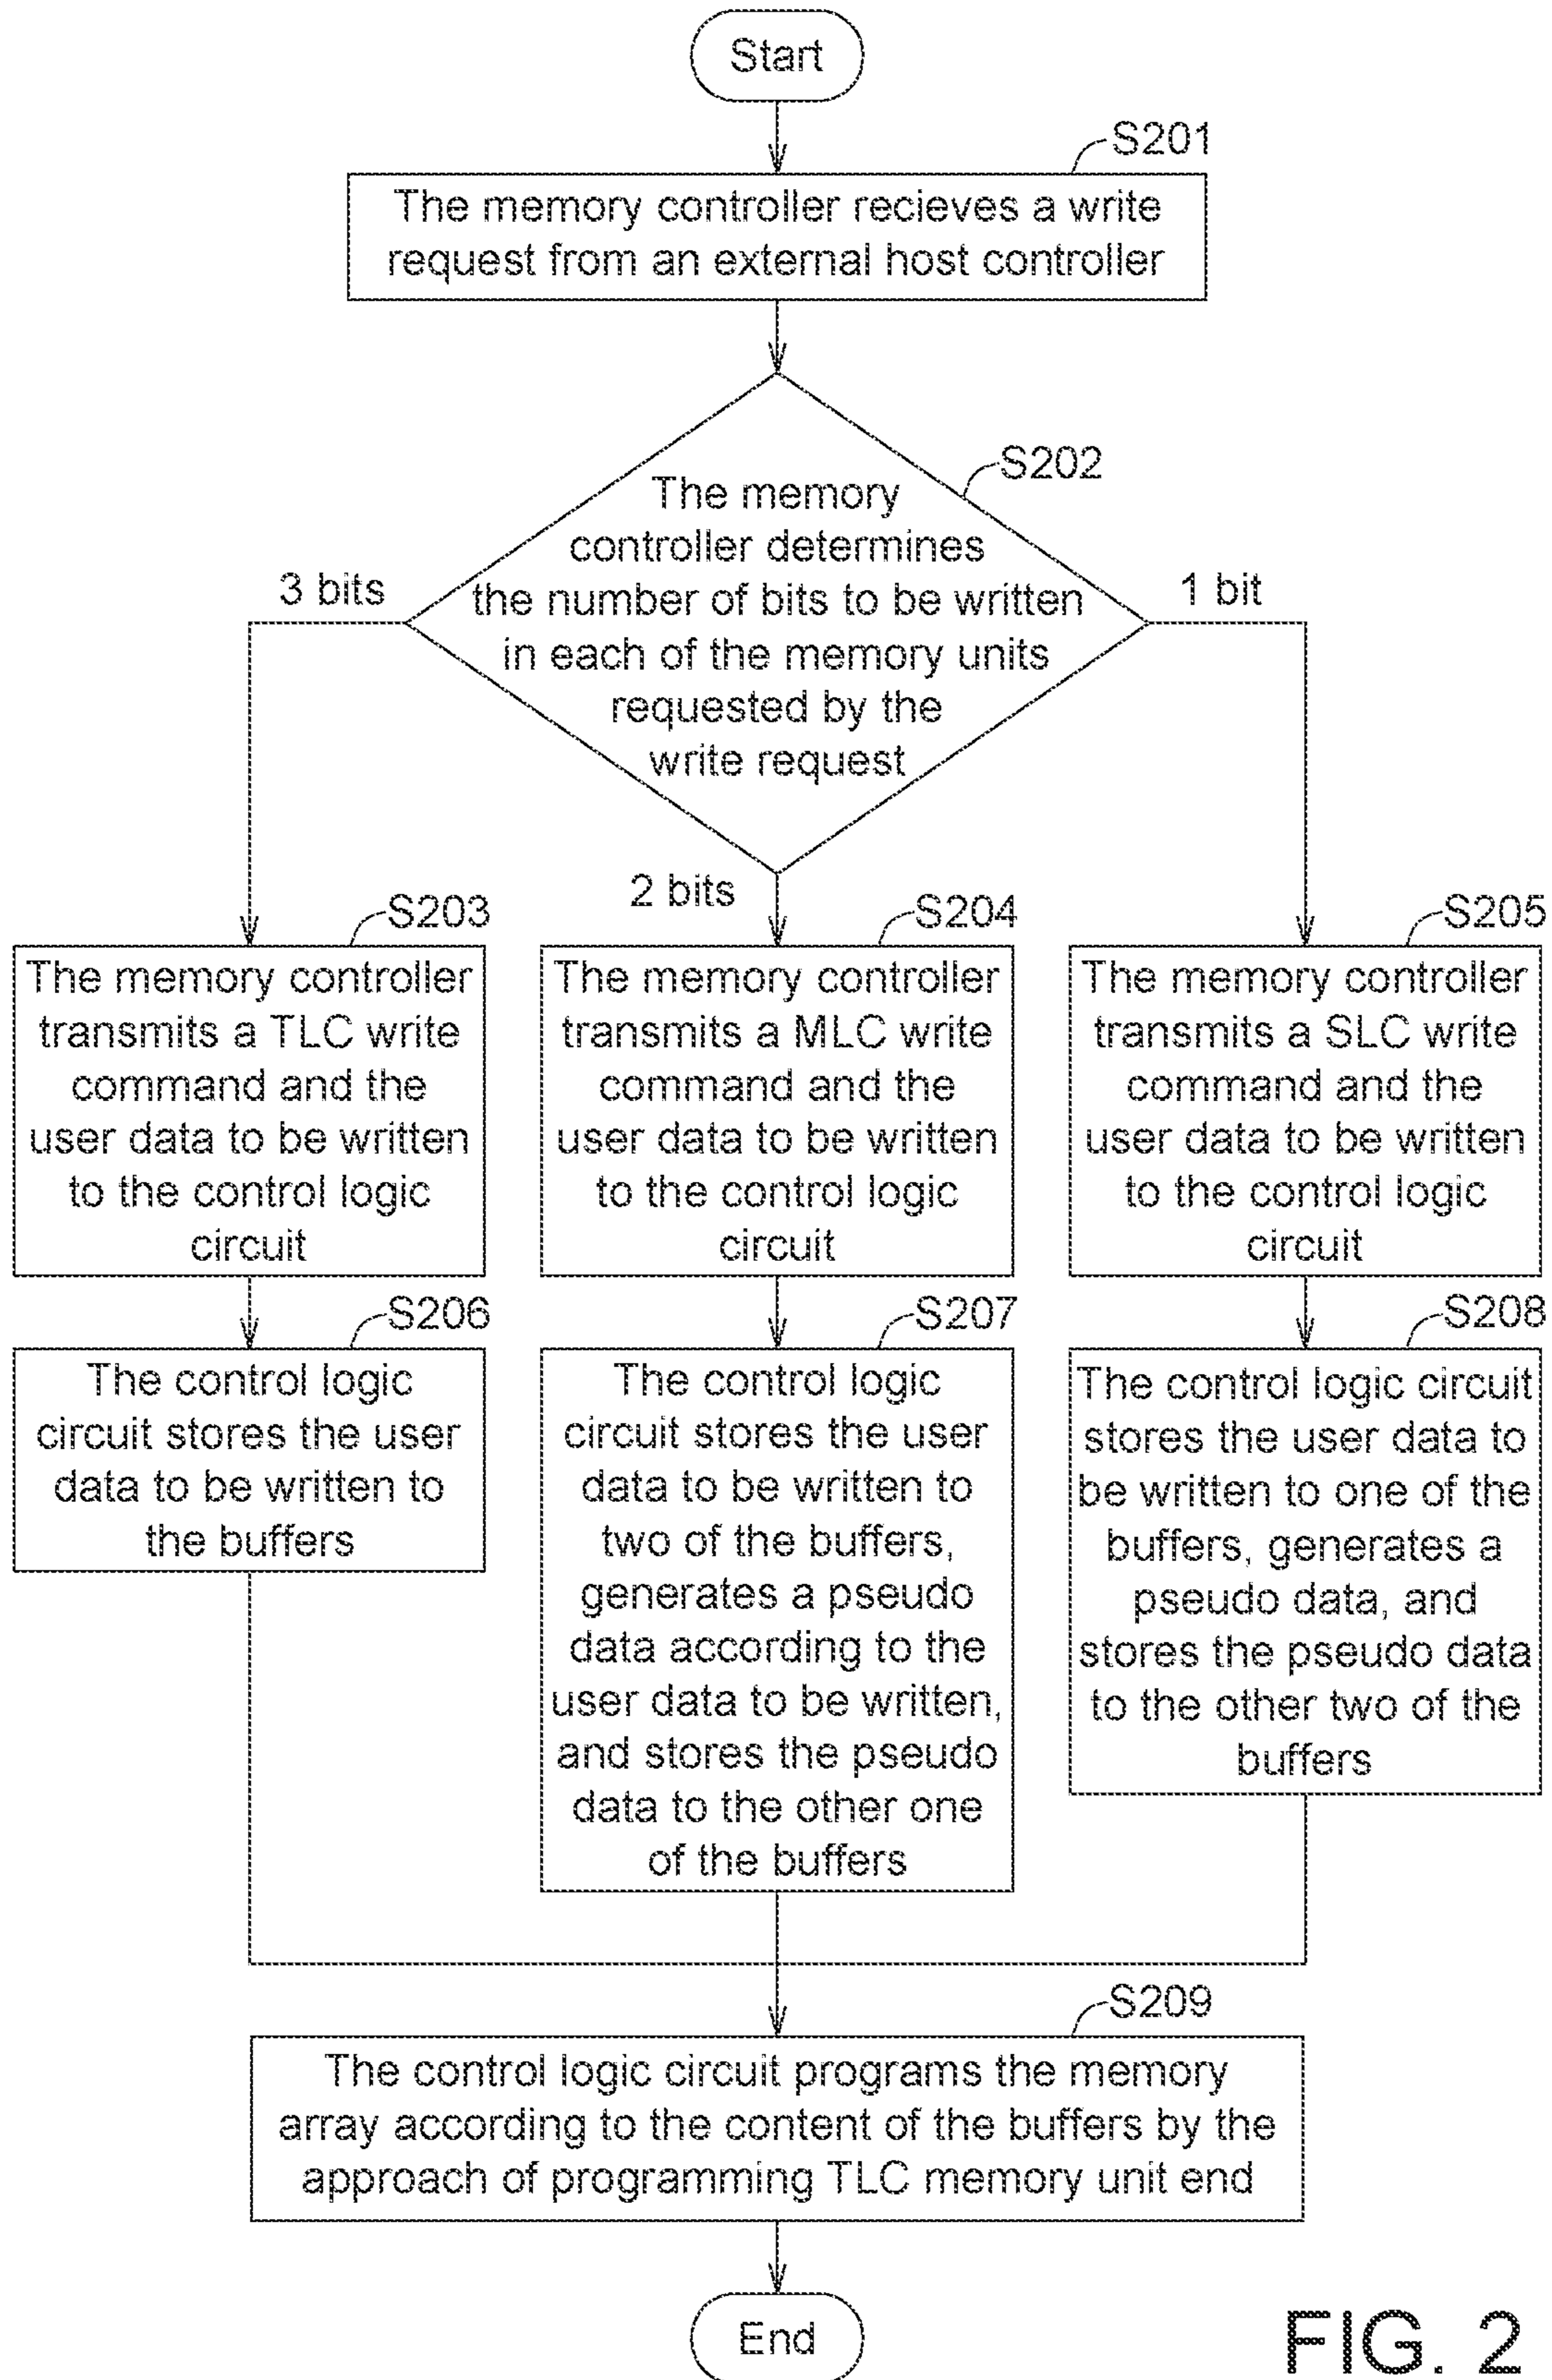 Start
S201
The memory controller recieves a write
request from an external host controller
S202
The memory
controller determines
the number of bits to be written
in each of the memory units
requested by the
write request
3 bits
1 bit
2 bits
S203
The memory controller
transmits a TLC write
command and the
user data to be written
to the control logic
circuit
S204
The memory controller
transmits a MLC write
command and the
user data to be written
to the control logic
circuit
S205
The memory controller
transmits a SLC write
command and the
user data to be written
to the control logic
circuit
S206
The control logic
circuit stores the user
data to be written to
the buffers
S207
The control logic
circuit stores the user
data to be written to
two of the buffers,
generates a pseudo
data according to the
user data to be written,
and stores the pseudo
data to the other one
of the buffers
S208
The control logic circuit
stores the user data to
be written to one of the
buffers, generates a
pseudo data, and
stores the pseudo data
to the other two of the
buffers
S209
The control logic circuit programs the memory
array according to the content of the buffers by the
approach of programming TLC memory unit end
End
FIG. 2